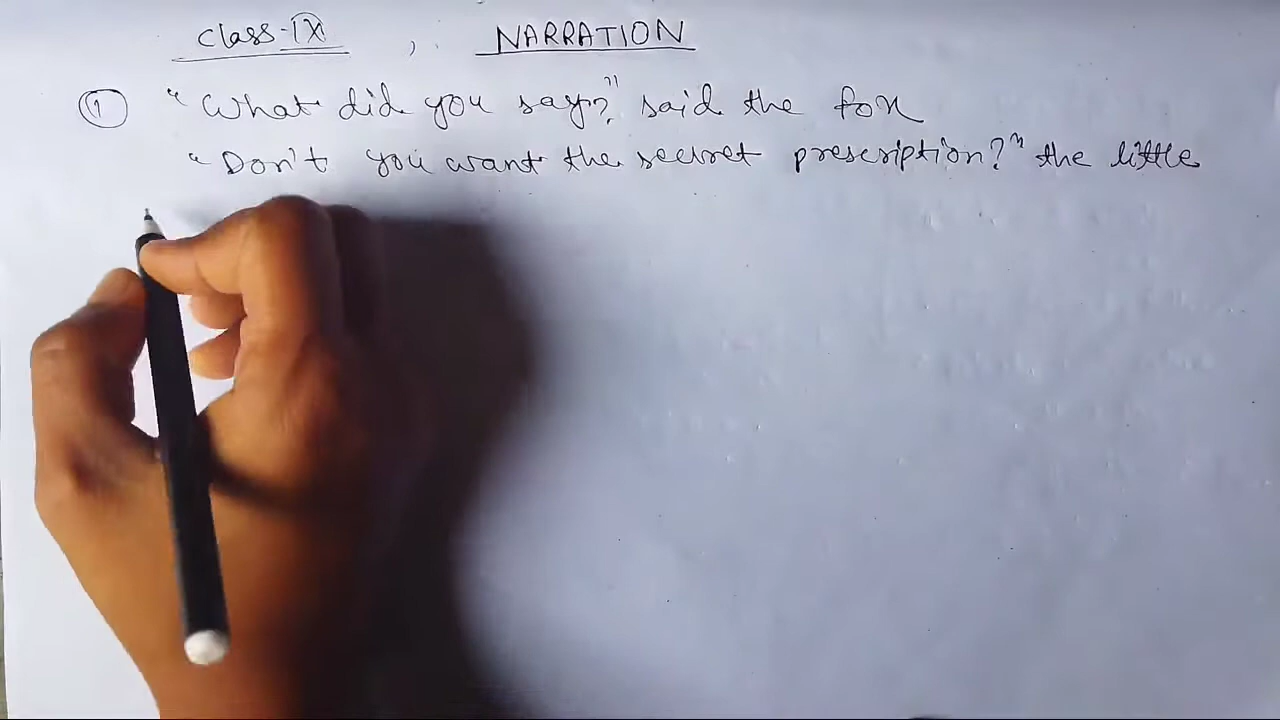 Class-IX, NARRATION
① "What did you say?" said the fox
"Don't you want the secret prescription?" the little